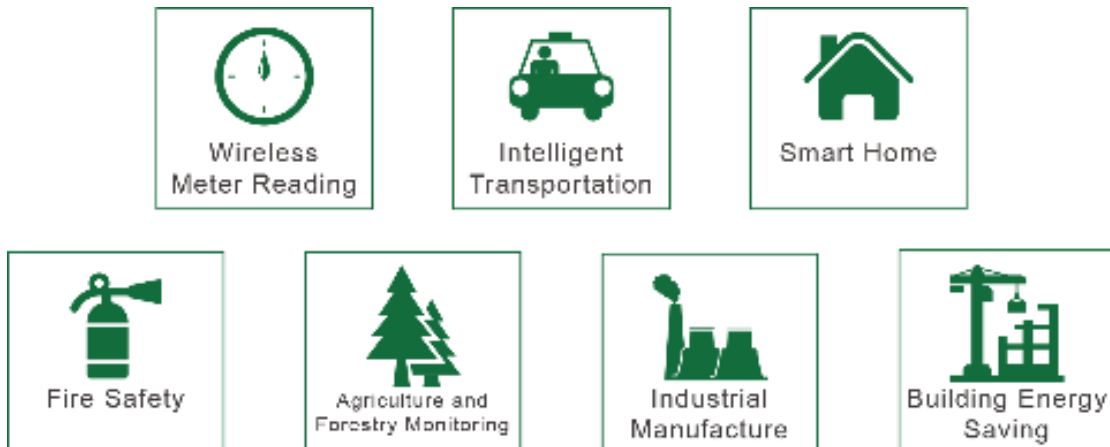 Wireless
Meter Reading
Intelligent
Transportation
Smart Home
Fire Safety
Agriculture and
Forestry Monitoring
Industrial
Manufacture
Building Energy
Saving